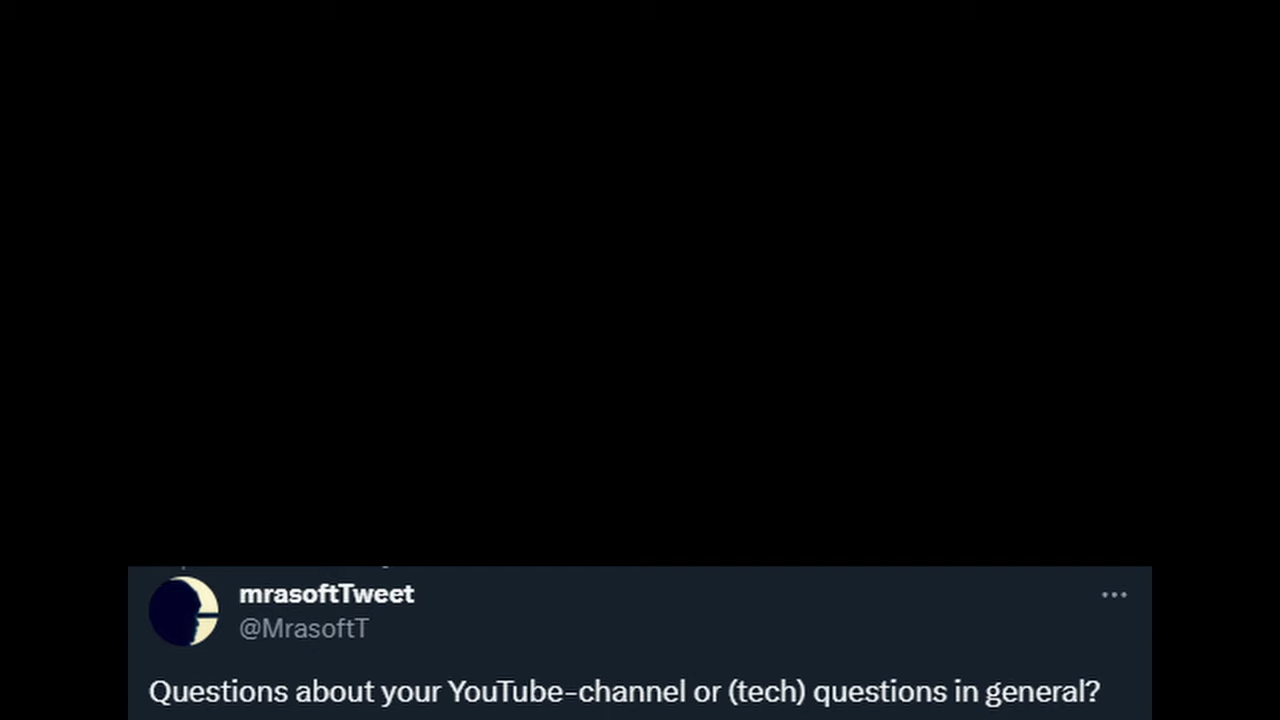 mrasoftTweet
@MrasoftT
Questions about your YouTube-channel or (tech) questions in general?